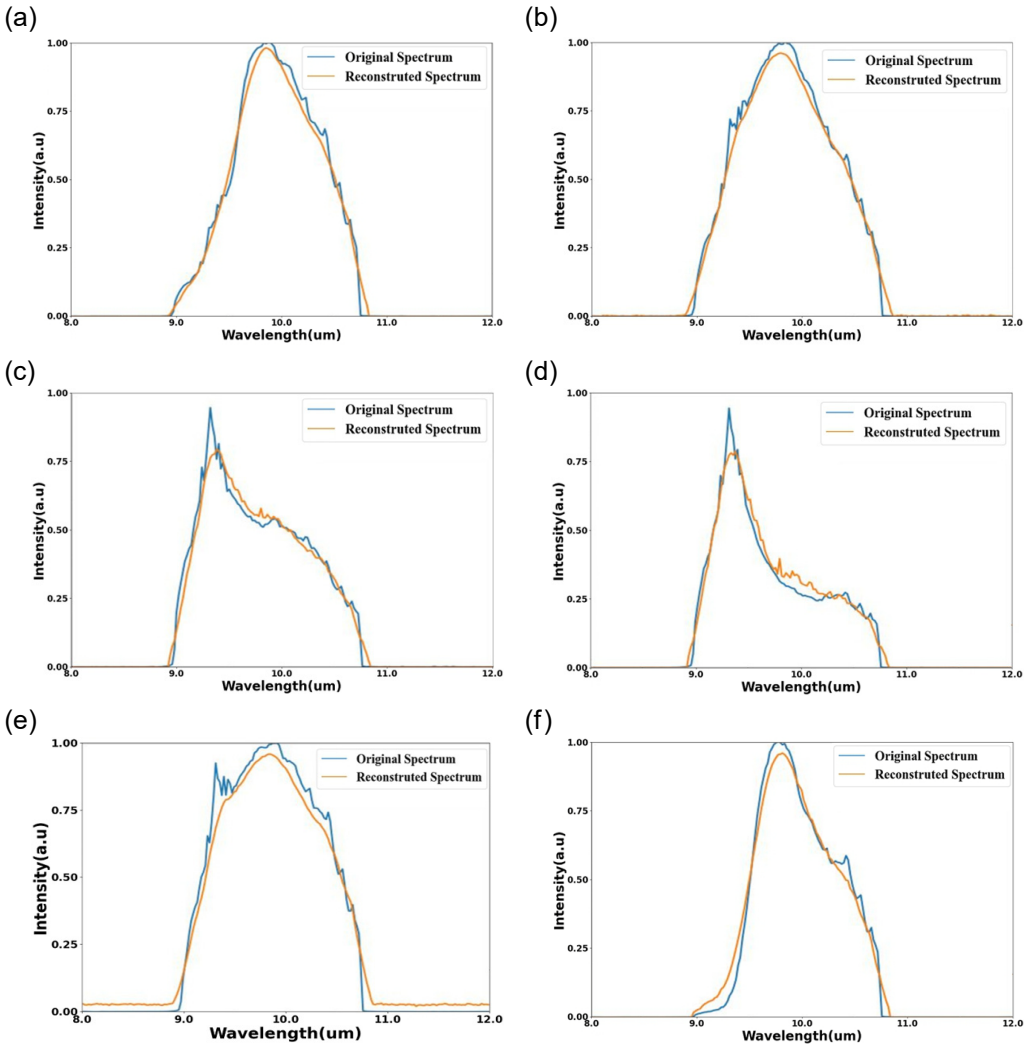 (a)
1.00
0.75
0.50
0.25
0.00
8.0 9.0 10.0 11.0 12.0
Intensity(a.u)
Wavelength(um)
Original Spectrum
Reconstruted Spectrum
(b)
1.00
0.75
0.50
0.25
0.00
8.0 9.0 10.0 11.0 12.0
Intensity(a.u)
Wavelength(um)
Original Spectrum
Reconstruted Spectrum
(c)
1.00
0.75
0.50
0.25
0.00
8.0 9.0 10.0 11.0 12.0
Intensity(a.u)
Wavelength(um)
Original Spectrum
Reconstruted Spectrum
(d)
1.00
0.75
0.50
0.25
0.00
8.0 9.0 10.0 11.0 12.0
Intensity(a.u)
Wavelength(um)
Original Spectrum
Reconstruted Spectrum
(e)
1.00
0.75
0.50
0.25
0.00
8.0 9.0 10.0 11.0 12.0
Intensity(a.u)
Wavelength(um)
Original Spectrum
Reconstruted Spectrum
(f)
1.00
0.75
0.50
0.25
0.00
8.0 9.0 10.0 11.0 12.0
Intensity(a.u)
Wavelength(um)
Original Spectrum
Reconstruted Spectrum